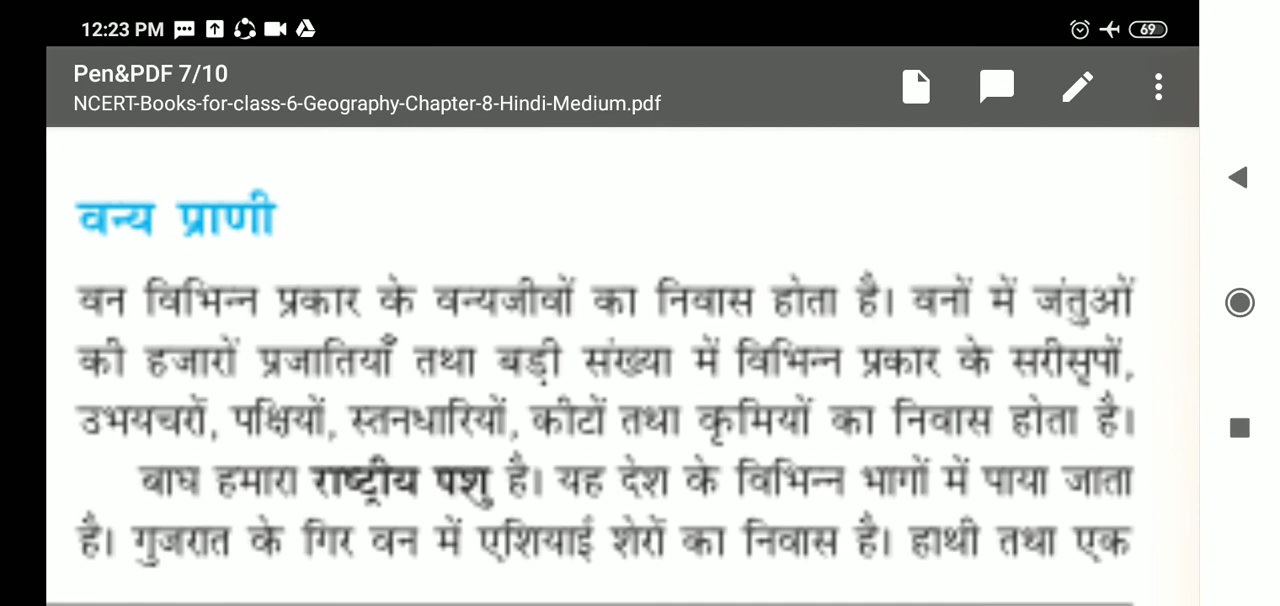 12:23 PM
69
Pen&PDF 7/10
NCERT-Books-for-class-6-Geography-Chapter-8-Hindi-Medium.pdf
वन्य प्राणी
वन विभिन्न प्रकार के वन्यजीवों का निवास होता है। वनों में जंतुओं
की हजारों प्रजातियाँ तथा बड़ी संख्या में विभिन्न प्रकार के सरीसृपों,
उभयचरों, पक्षियों, स्तनधारियों, कीटों तथा कृमियों का निवास होता है।
बाघ हमारा राष्ट्रीय पशु है। यह देश के विभिन्न भागों में पाया जाता
है। गुजरात के गिर वन में एशियाई शेरों का निवास है। हाथी तथा एक